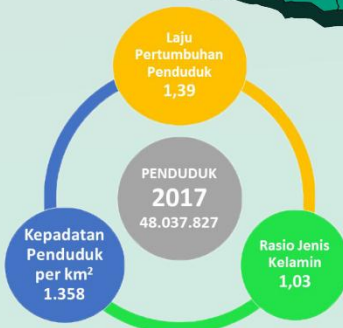 Laju
Pertumbuhan
Penduduk
1,39
PENDUDUK
2017
48.037.827
Kepadatan
Penduduk
per km²
1.358
Rasio Jenis
Kelamin
1,03